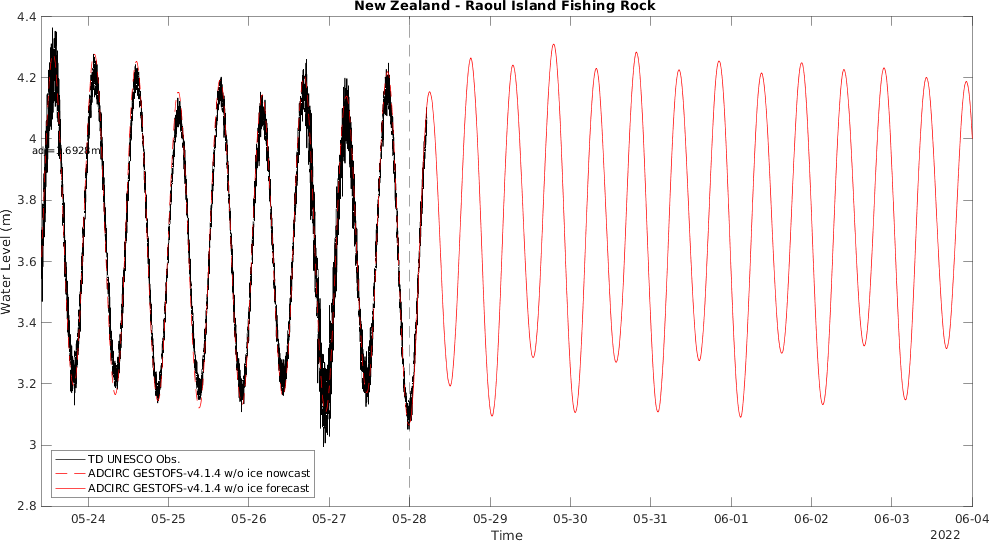 New Zealand - Raoul Island Fishing Rock
4.4
4.2
4
3.8
3.6
3.4
3.2
3
2.8
Water Level (m)
TD UNESCO Obs.
ADCIRC GESTOFS-v4.1.4 w/o ice nowcast
ADCIRC GESTOFS-v4.1.4 w/o ice forecast
05-24 05-25 05-26 05-27 05-28 05-29 05-30 05-31 06-01 06-02 06-03 06-04
Time
2022